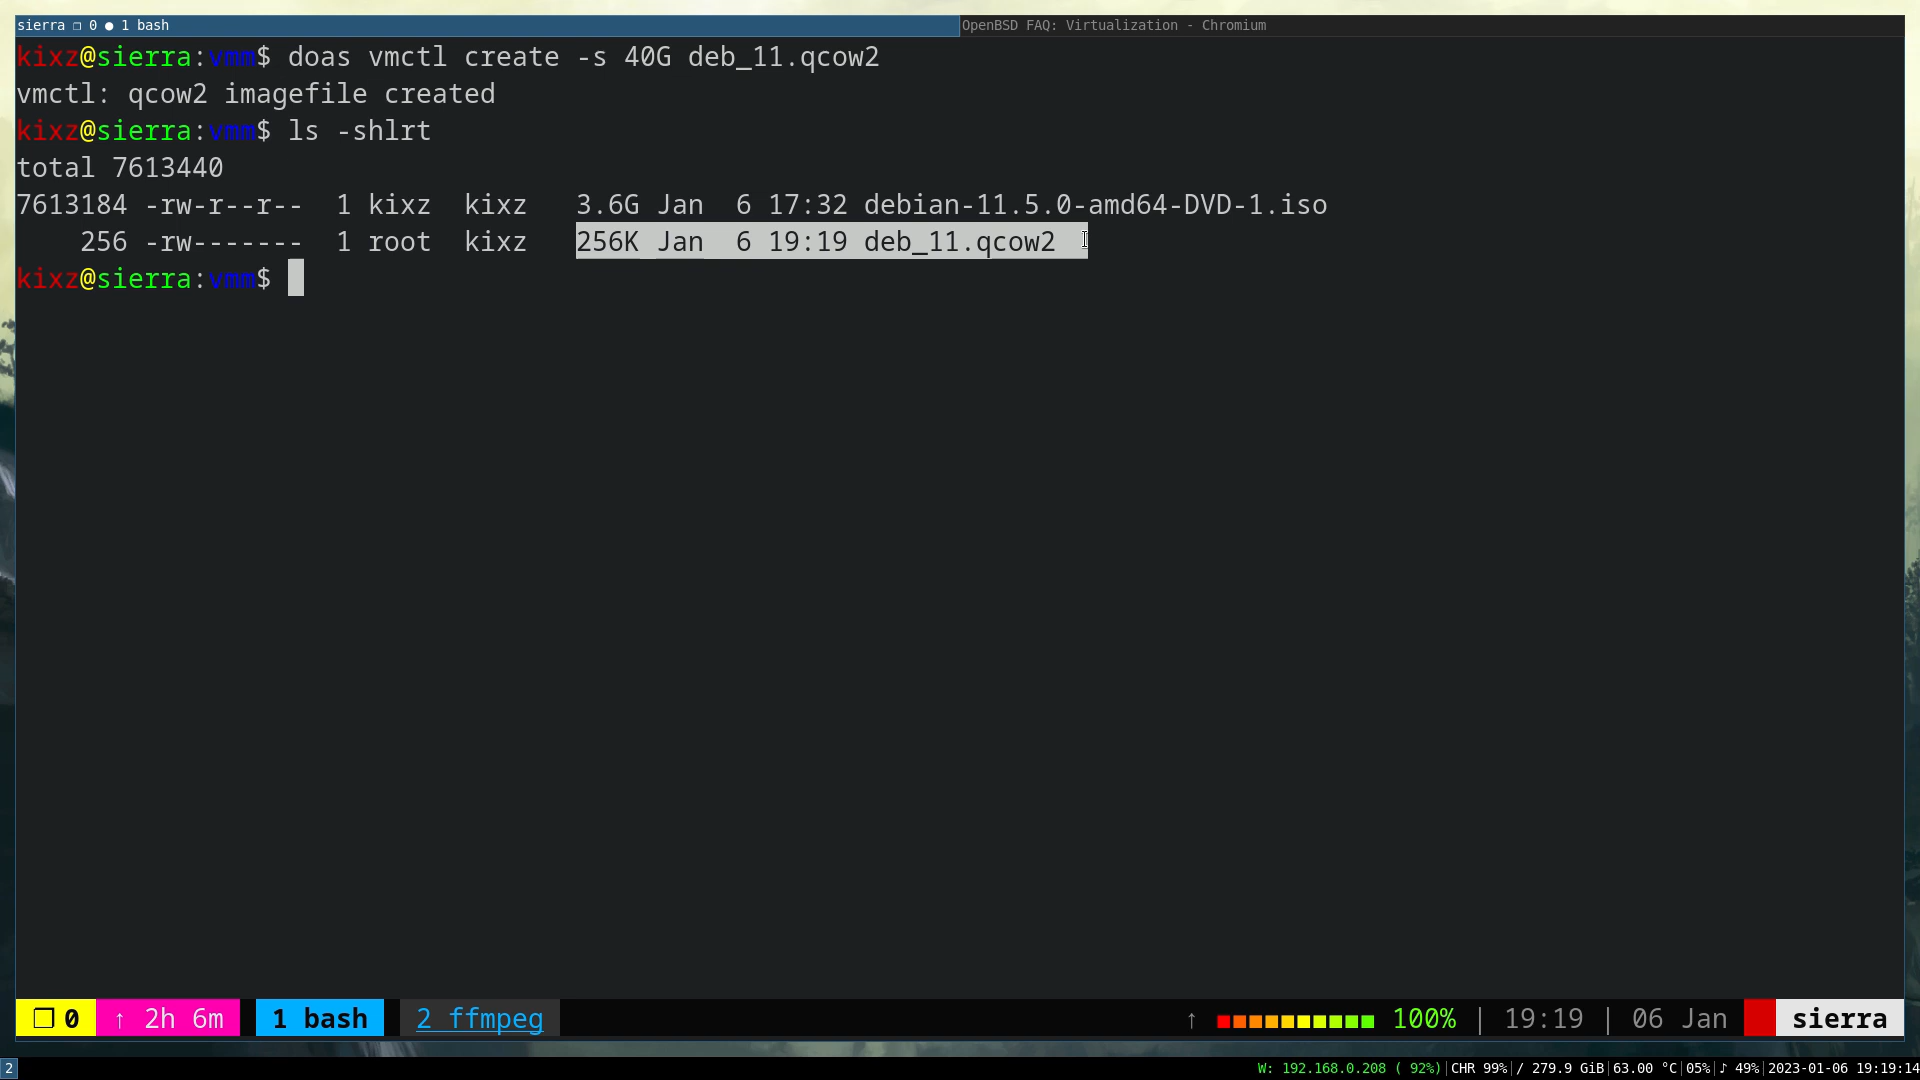 sierra ❐ 0 ● 1 bash
OpenBSD FAQ: Virtualization - Chromium
kixz@sierra:vmm$ doas vmctl create -s 40G deb_11.qcow2
vmctl: qcow2 imagefile created
kixz@sierra:vmm$ ls -shlrt
total 7613440
7613184 -rw-r--r--  1 kixz  kixz   3.6G Jan  6 17:32 debian-11.5.0-amd64-DVD-1.iso
    256 -rw-------  1 root  kixz   256K Jan  6 19:19 deb_11.qcow2
kixz@sierra:vmm$
❐ 0 ↑ 2h 6m 1 bash 2 ffmpeg ↑ 100% | 19:19 | 06 Jan sierra
2 W: 192.168.0.208 ( 92%)|CHR 99%|/ 279.9 GiB|63.00 °C|05%|♪ 49%|2023-01-06 19:19:14